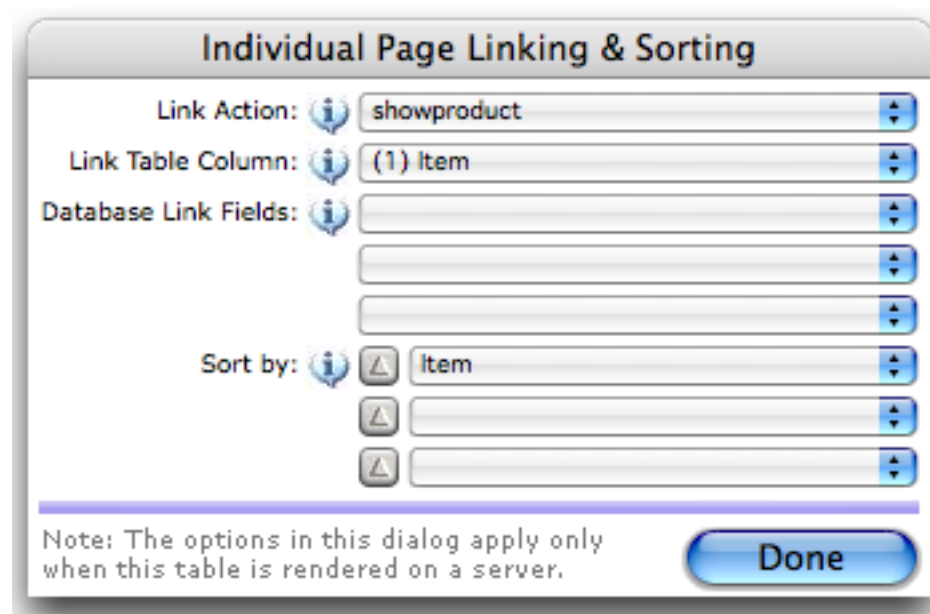 Individual Page Linking & Sorting
Link Action: showproduct
Link Table Column: (1) Item
Database Link Fields:
Sort by: Item
Note: The options in this dialog apply only
when this table is rendered on a server.
Done